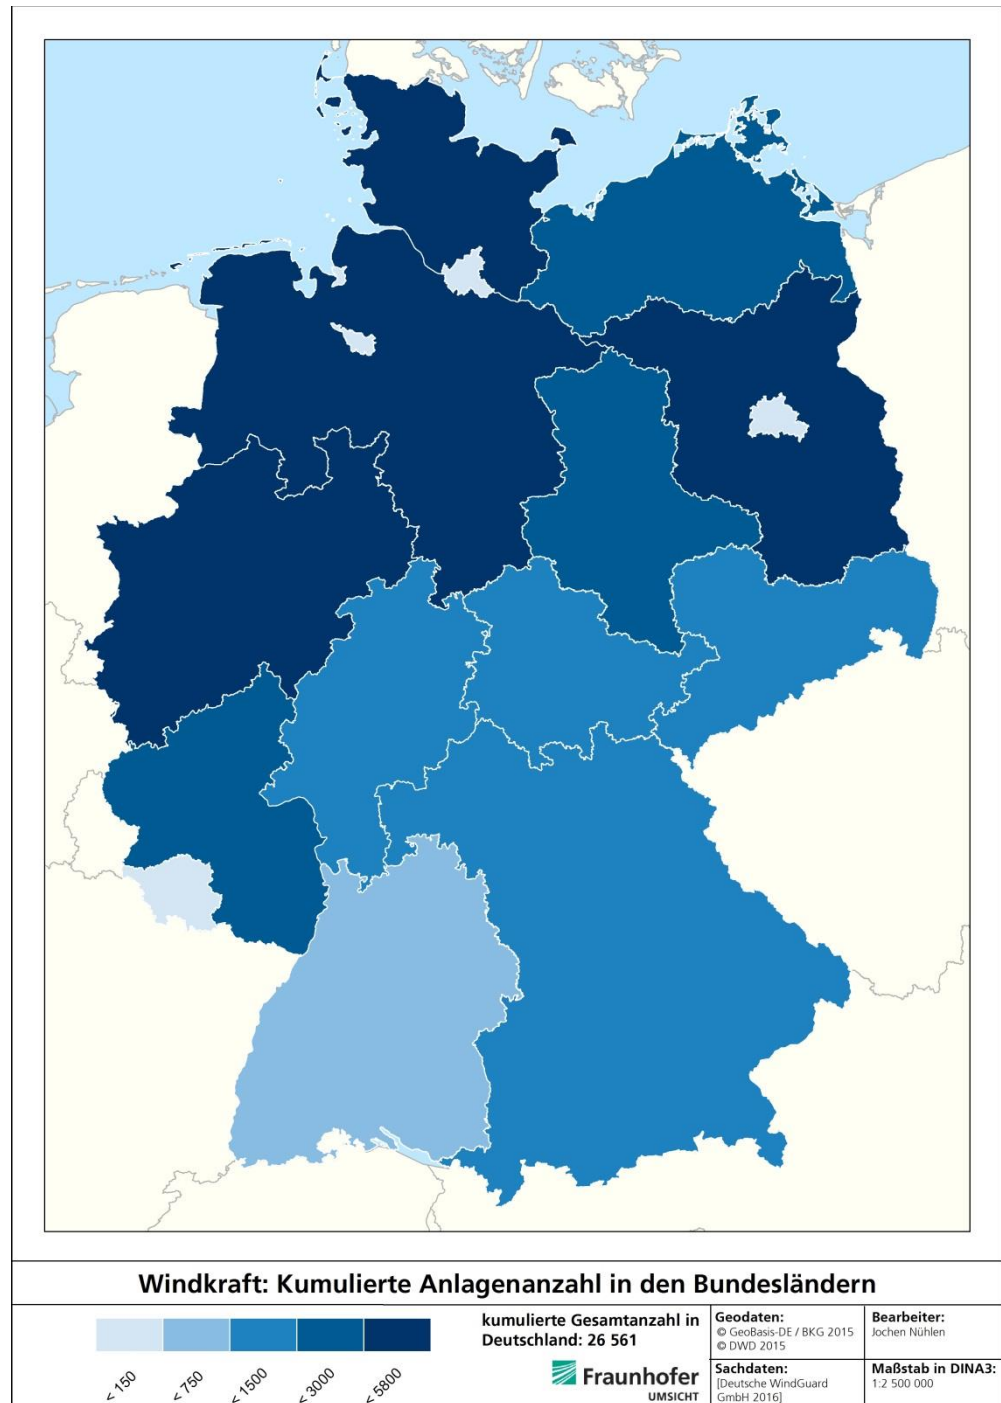 Windkraft: Kumulierte Anlagenanzahl in den Bundesländern
< 150
< 750
< 1500
< 3000
< 5800
kumulierte Gesamtanzahl in
Deutschland: 26 561
Fraunhofer
UMSICHT
Geodaten:
© GeoBasis-DE / BKG 2015
© DWD 2015
Sachdaten:
[Deutsche WindGuard
GmbH 2016]
Bearbeiter:
Jochen Nühlen
Maßstab in DINA3:
1:2 500 000